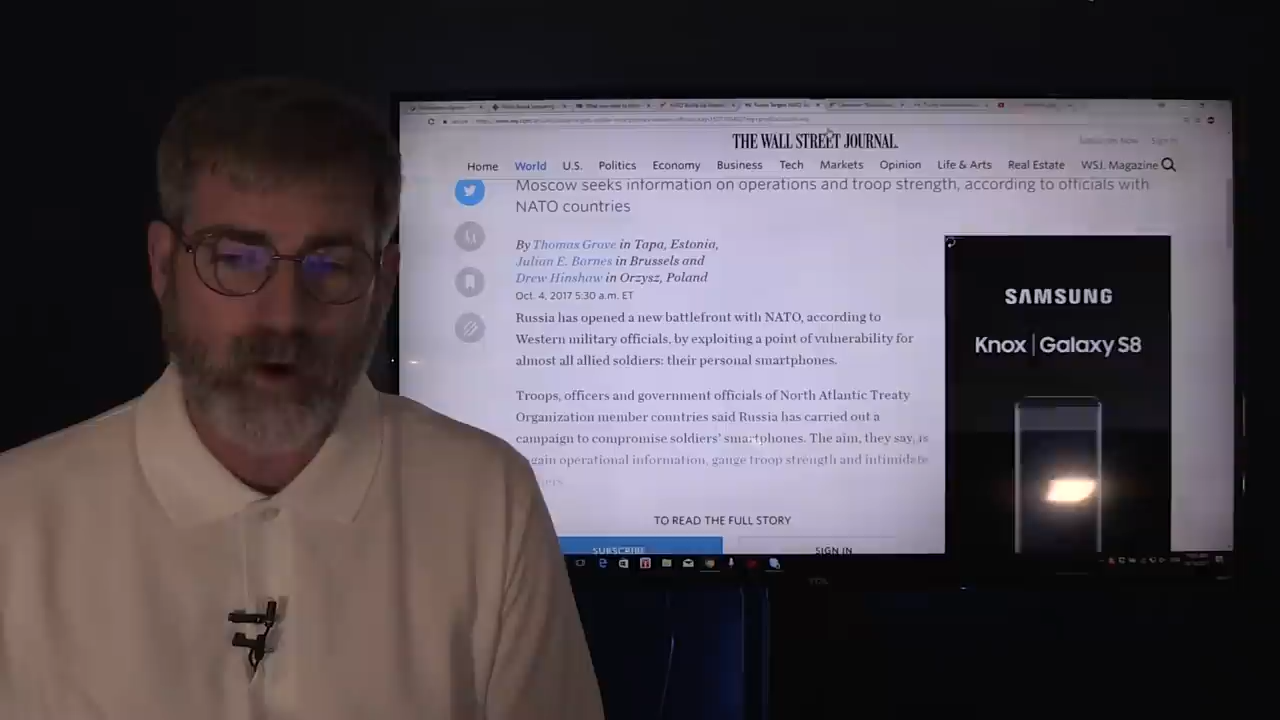 THE WALL STREET JOURNAL.
Subscribe Now Sign In
Home World U.S. Politics Economy Business Tech Markets Opinion Life & Arts Real Estate WSJ. Magazine
Moscow seeks information on operations and troop strength, according to officials with
NATO countries
By Thomas Grove in Tapa, Estonia,
Julian E. Barnes in Brussels and
Drew Hinshaw in Orzysz, Poland
Oct. 4, 2017 5:30 a.m. ET
Russia has opened a new battlefront with NATO, according to
Western military officials, by exploiting a point of vulnerability for
almost all allied soldiers: their personal smartphones.
Troops, officers and government officials of North Atlantic Treaty
Organization member countries said Russia has carried out a
campaign to compromise soldiers' smartphones. The aim, they say, is
gain operational information, gauge troop strength and intimidate
TO READ THE FULL STORY
SUBSCRIBE SIGN IN
SAMSUNG
Knox | Galaxy S8
TCL